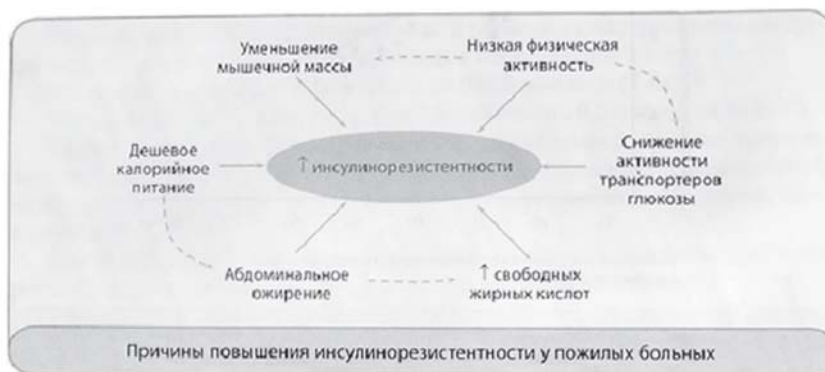 Уменьшение
мышечной массы
Низкая физическая
активность
Дешевое
калорийное
питание
↑ инсулинорезистентности
Снижение
активности
транспортеров
глюкозы
Абдоминальное
ожирение
↑ свободных
жирных кислот
Причины повышения инсулинорезистентности у пожилых больных